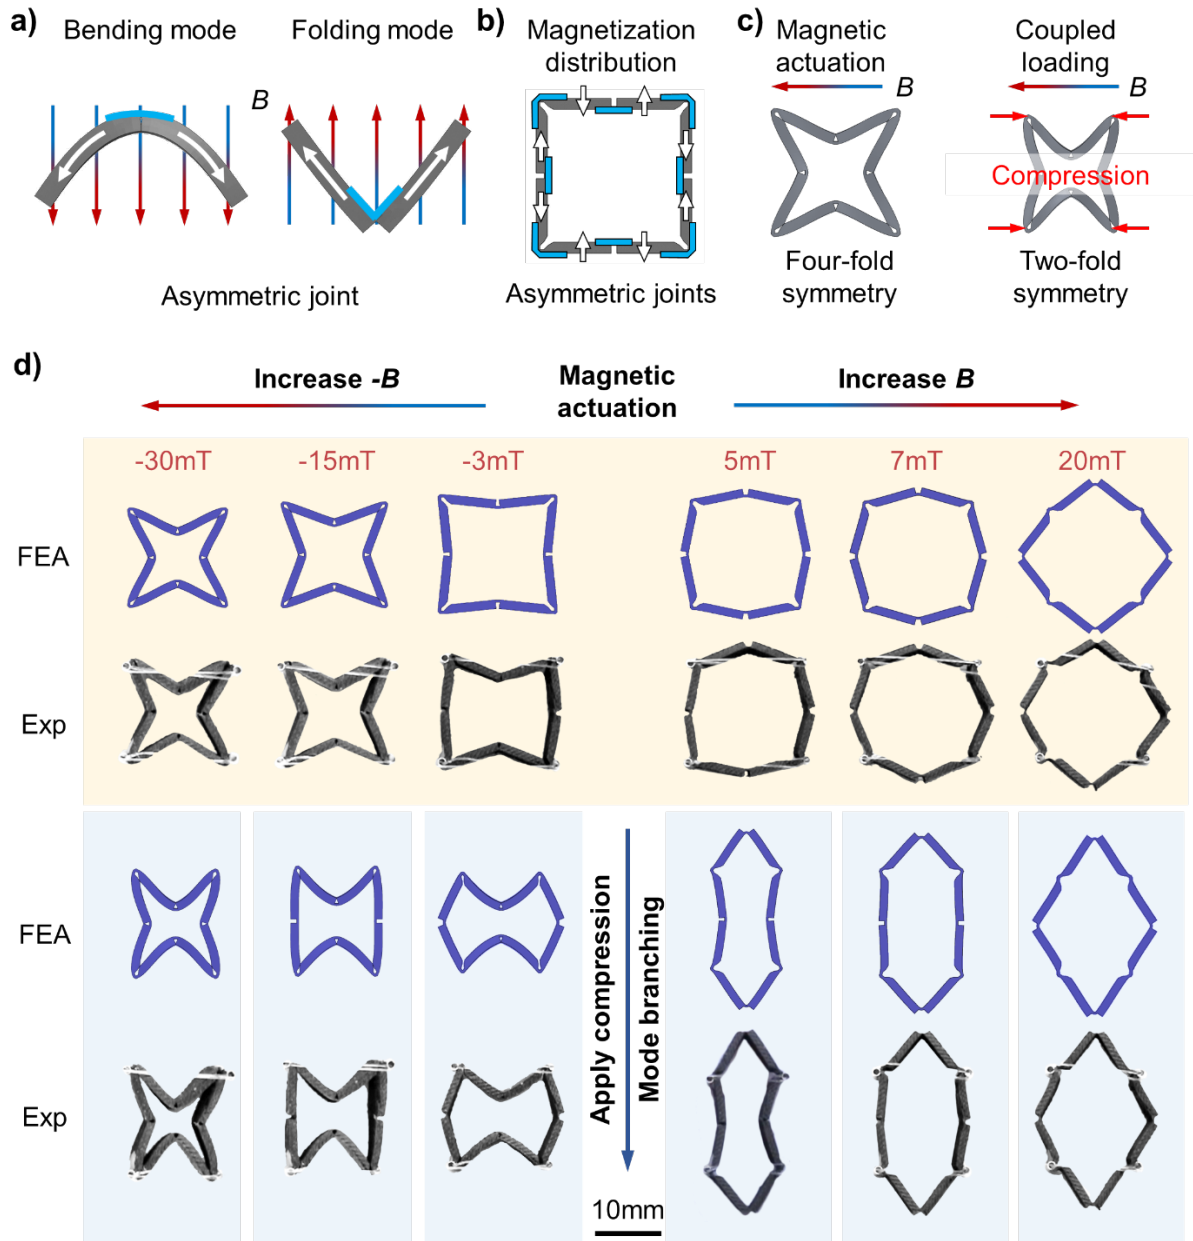 a)
Bending mode
Folding mode
B
Asymmetric joint
b)
Magnetization
distribution
Asymmetric joints
c)
Magnetic
actuation
B
Four-fold
symmetry
Coupled
loading
B
Compression
Two-fold
symmetry
d)
Increase -B
Magnetic
actuation
Increase B
-30mT
-15mT
-3mT
5mT
7mT
20mT
FEA
Exp
FEA
Exp
Apply compression
Mode branching
10mm